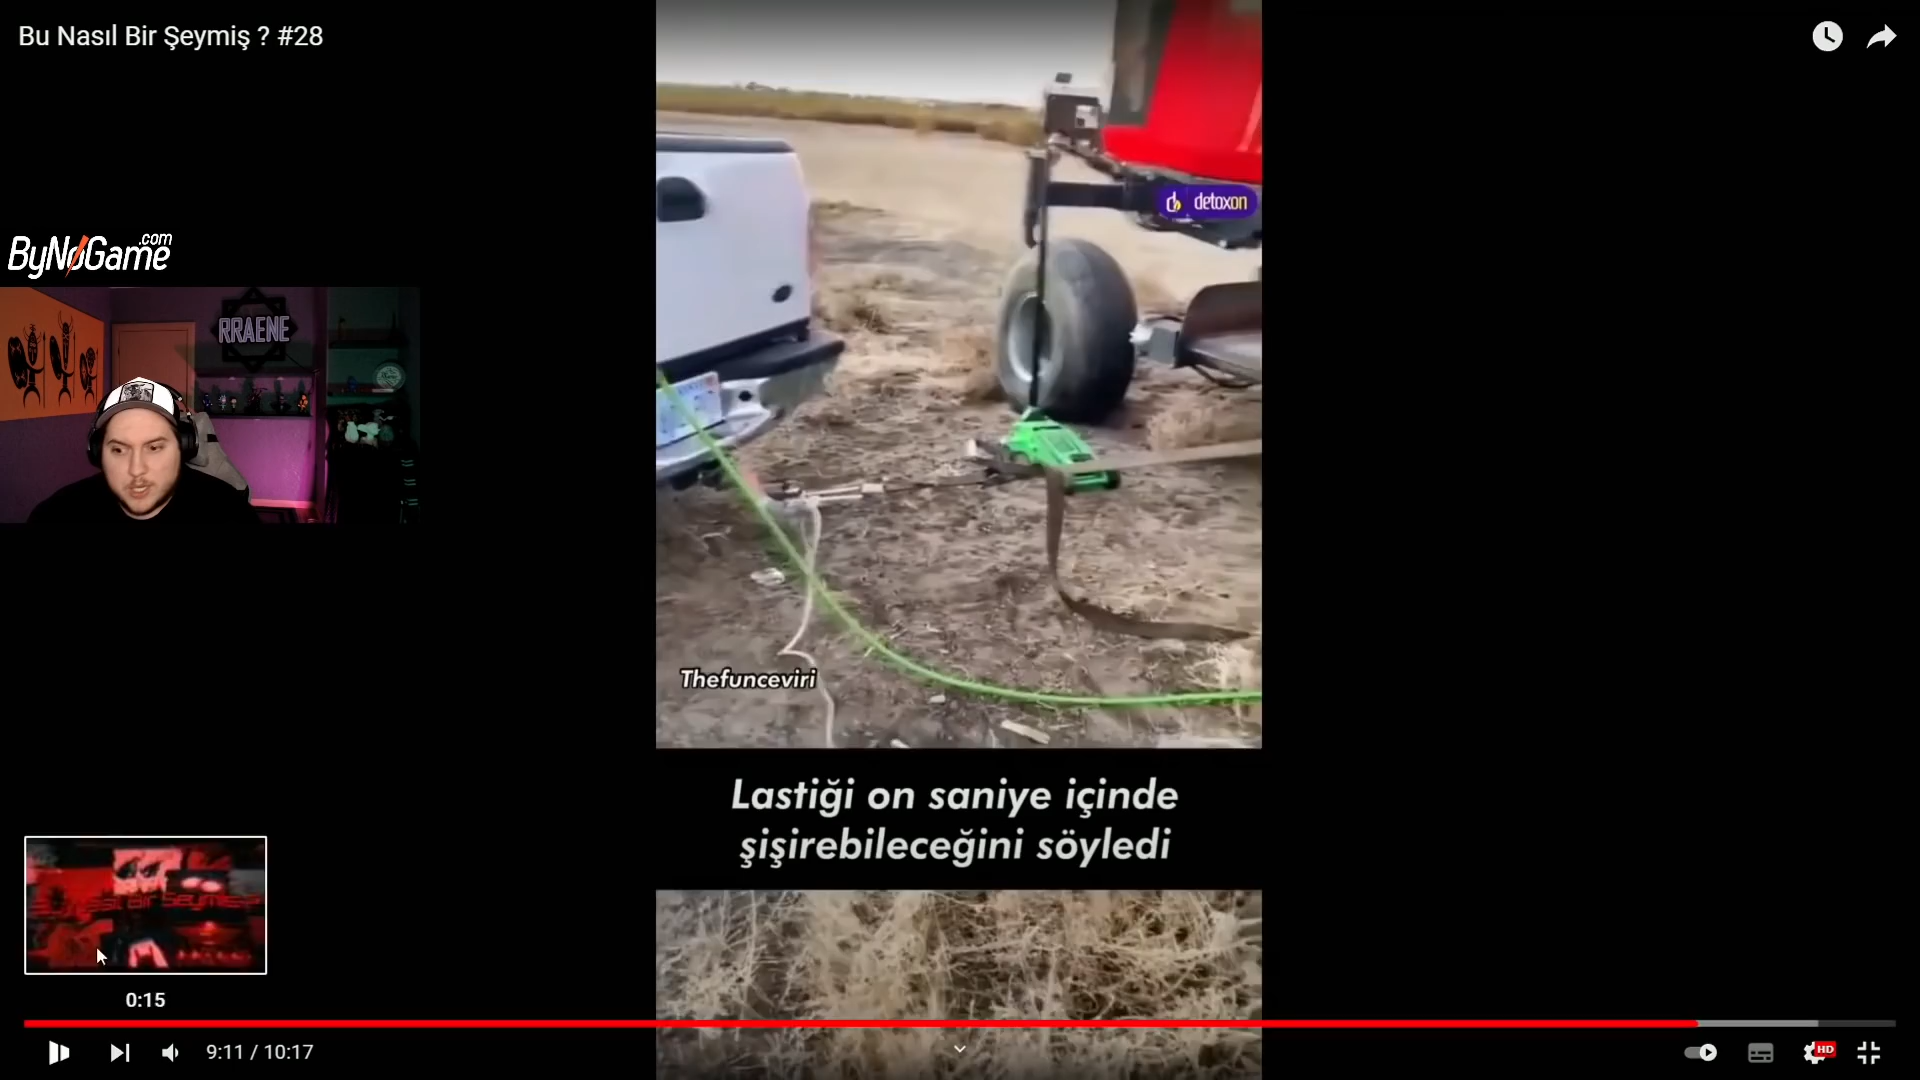 Bu Nasıl Bir Şeymiş ? #28
detoxon
ByNoGame.com
RRAENE
Thefunceviri
Lastiği on saniye içinde
şişirebileceğini söyledi
0:15
9:11 / 10:17
HD